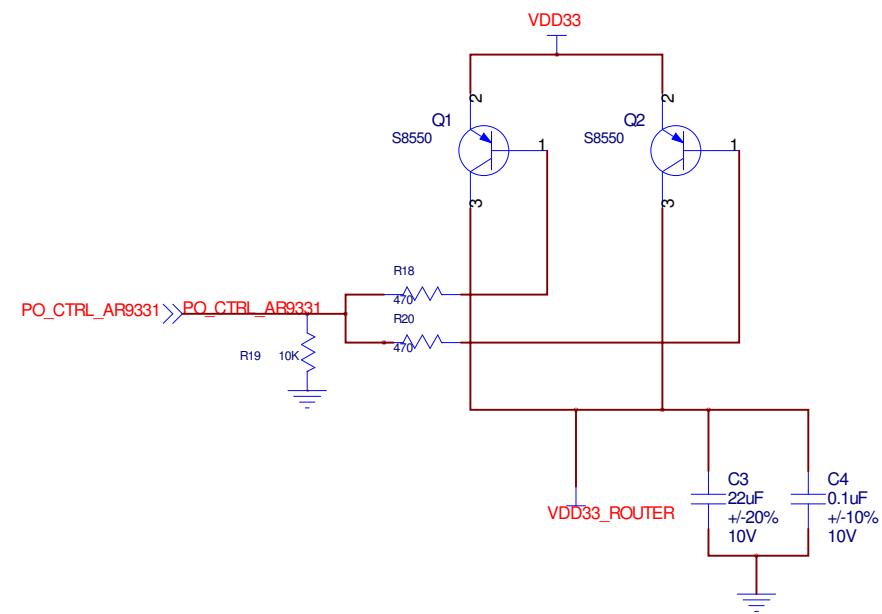 VDD33
2
2
Q1
S8550
1
Q2
S8550
1
3
3
R18
470
PO_CTRL_AR9331
PO_CTRL_AR9331
R20
470
R19
10K
C3
22uF
+/-20%
10V
C4
0.1uF
+/-10%
10V
VDD33_ROUTER